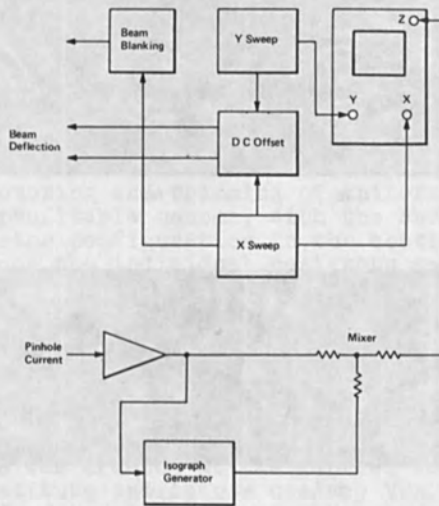 Beam
Blanking
Y Sweep
Z
Y
X
Beam
Deflection
D C Offset
X Sweep
Pinhole
Current
Mixer
Isograph
Generator